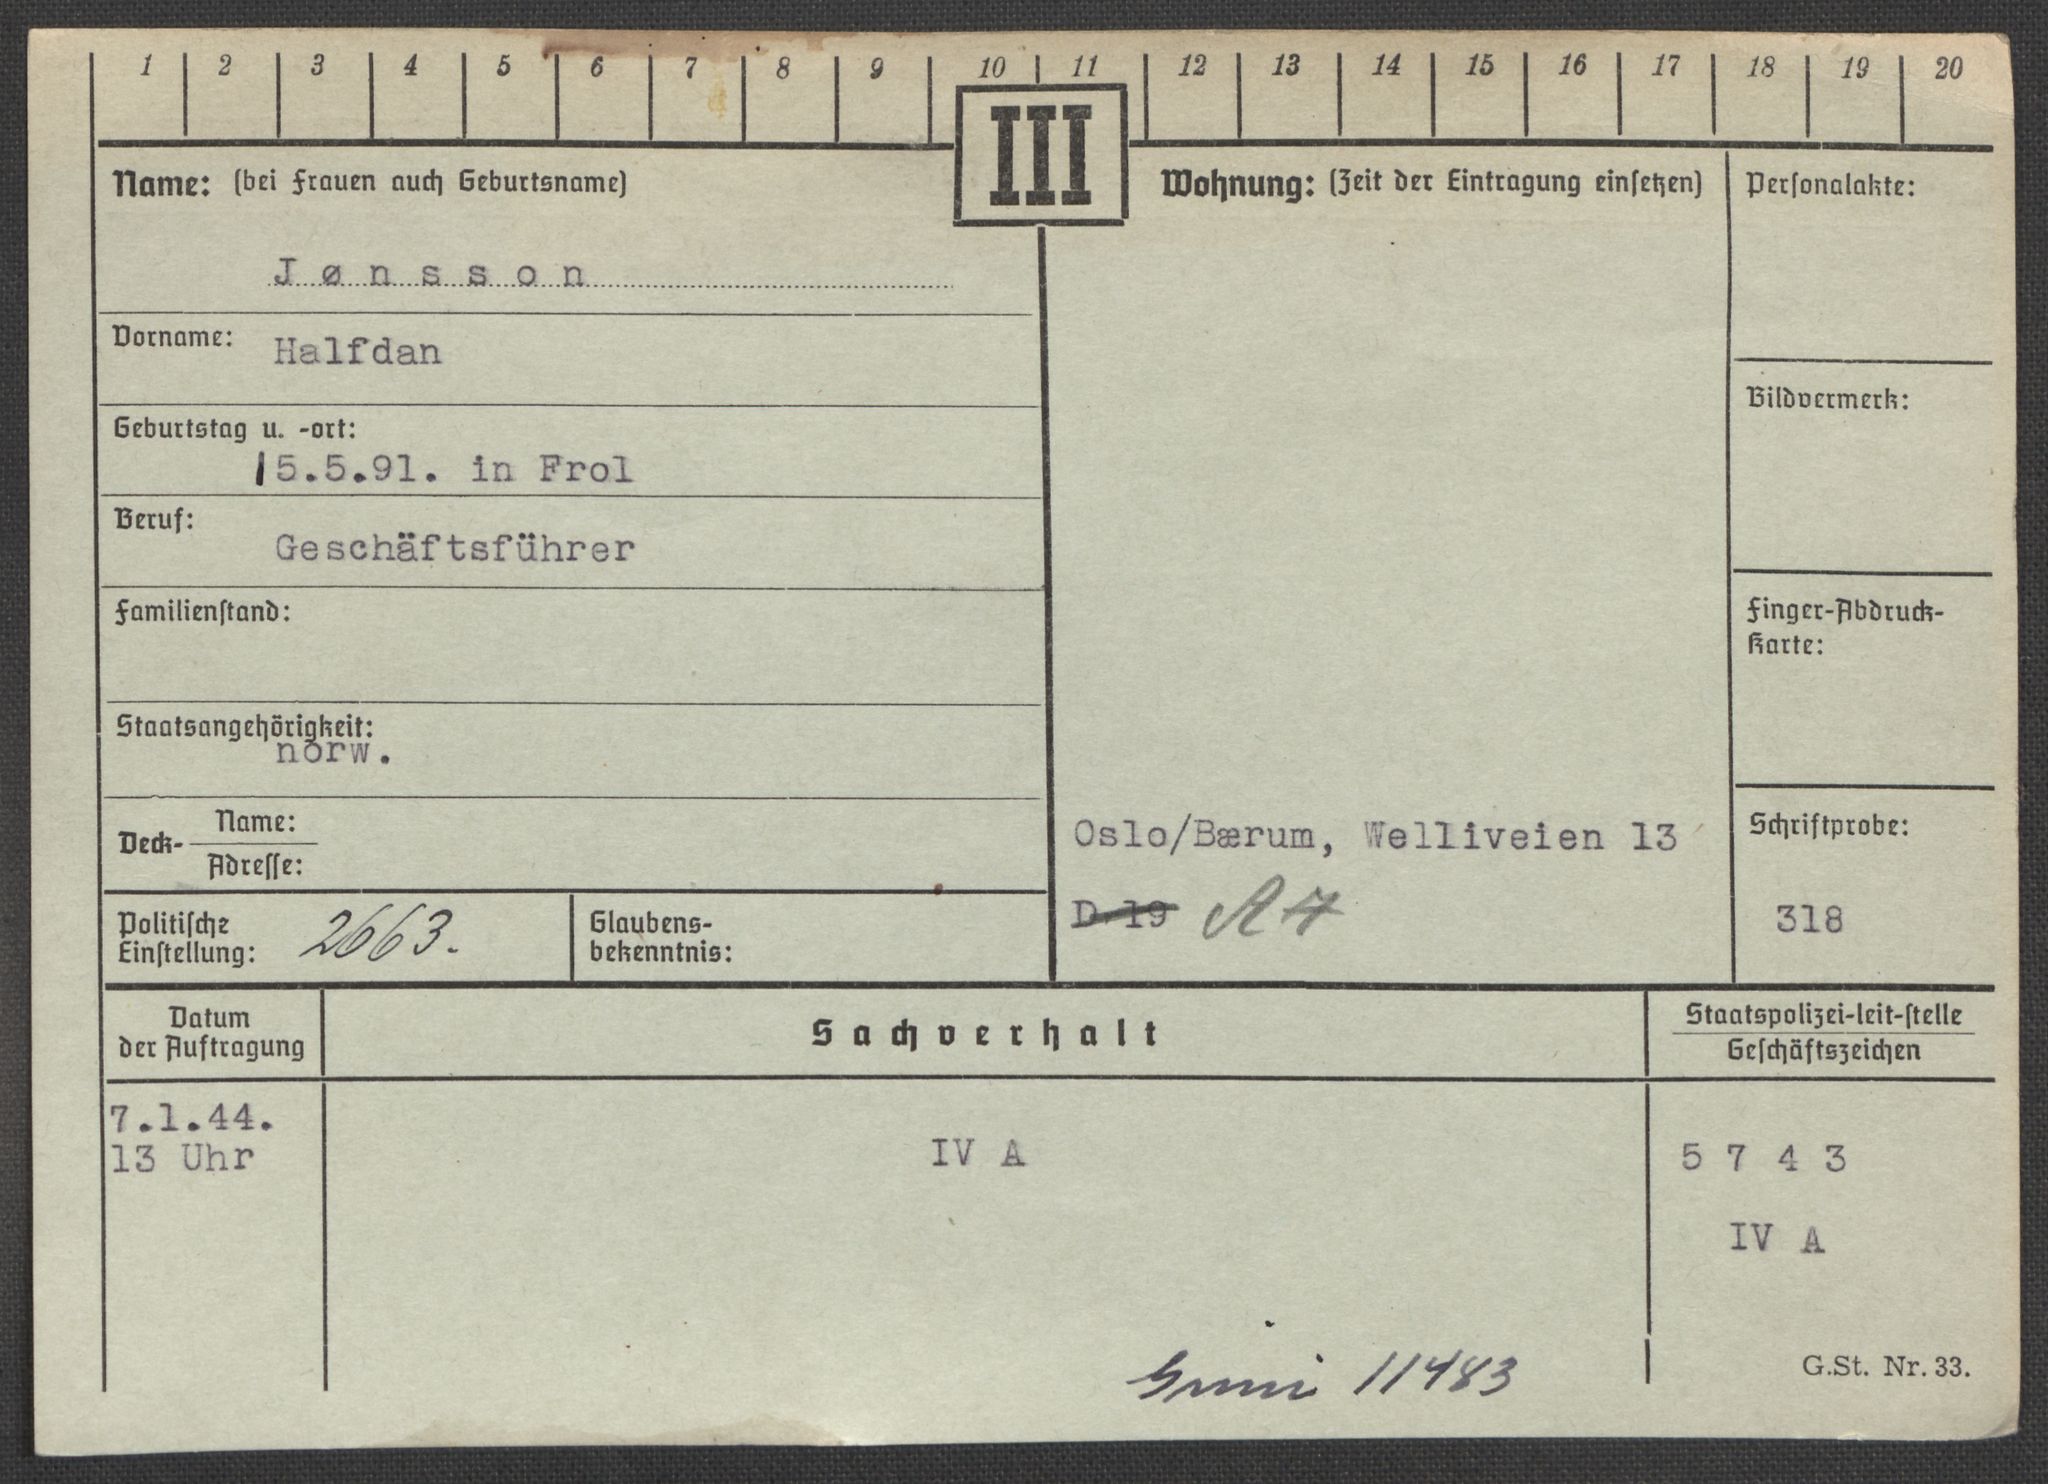 1 2 3 4 5 6 7 8 9 10 11 12 13 14 15 16 17 18 19 20
III
Name: (bei Frauen auch Geburtsname)
Jønsson
Vorname: Halfdan
Geburtstag u. -ort:
15.5.91. in Frol
Beruf:
Geschäftsführer
Familienstand:
Staatsangehörigkeit:
norw.
Deck- Name:
Adresse:
Politische
Einstellung: 2663.
Glaubens-
bekenntnis:
Wohnung: (Zeit der Eintragung einsetzen)
Oslo/Bærum, Welliveien 13
D 19 A 7
Personalakte:
Bildvermerk:
Finger-Abdruck-
Karte:
Schriftprobe:
318
Datum
der Auftragung
Sachverhalt
Staatspolizei-leit-stelle
Geschäftszeichen
7.1.44.
13 Uhr IV A 5 7 4 3
IV A
11483
G.St. Nr. 33.